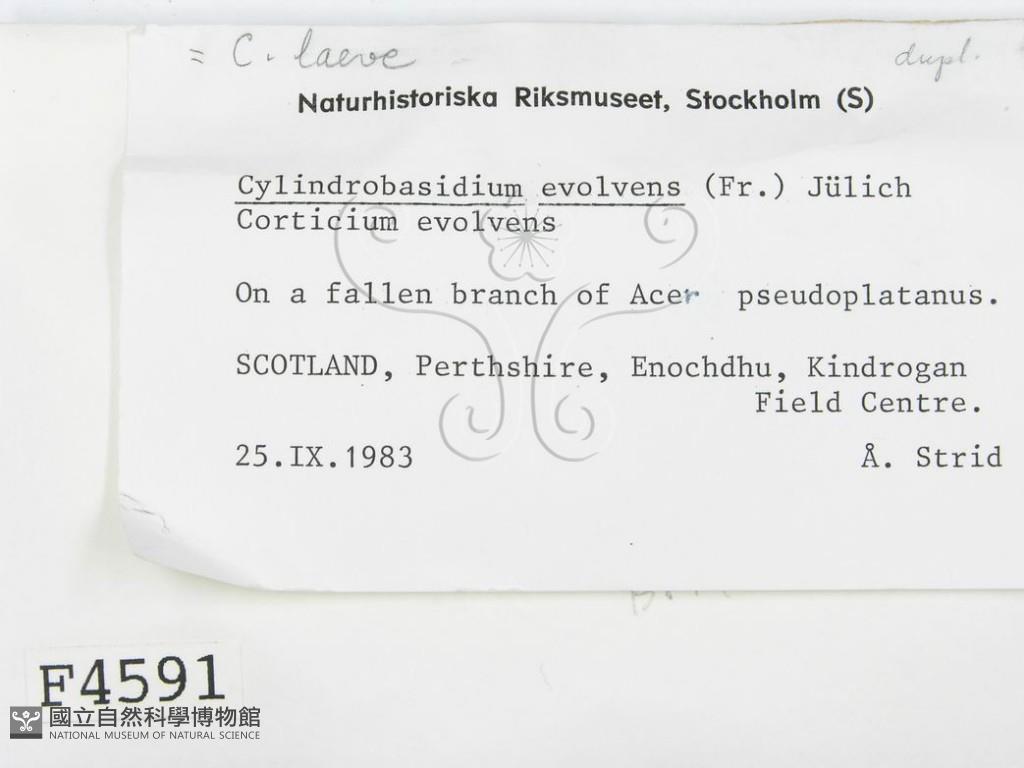 = C. laeve
dupl.
Naturhistoriska Riksmuseet, Stockholm (S)
Cylindrobasidium evolvens (Fr.) Jülich
Corticium evolvens
On a fallen branch of Acer pseudoplatanus.
SCOTLAND, Perthshire, Enochdhu, Kindrogan
Field Centre.
25.IX.1983 Å. Strid
F4591
國立自然科學博物館
NATIONAL MUSEUM OF NATURAL SCIENCE